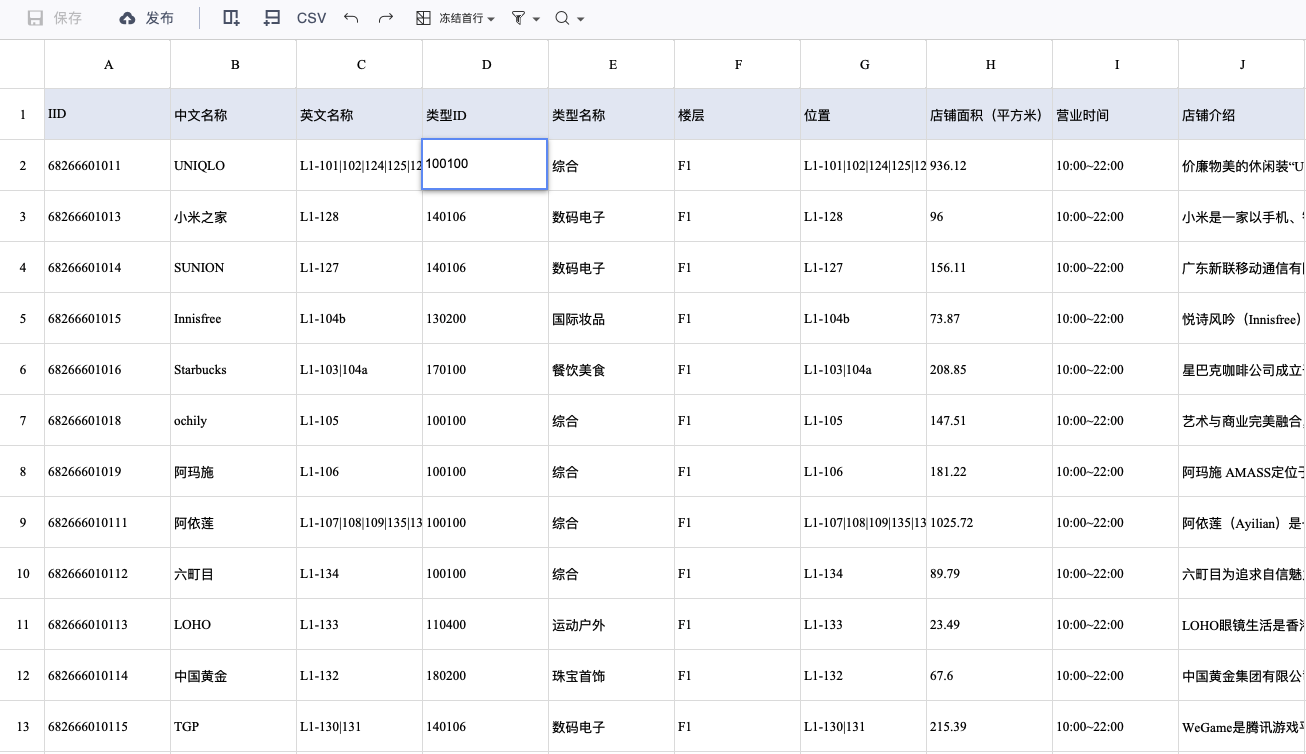 保存 发布 CSV 冻结首行
A B C D E F G H I J
1 IID 中文名称 英文名称 类型ID 类型名称 楼层 位置 店铺面积（平方米） 营业时间 店铺介绍
2 68266601011 UNIQLO L1-101|102|124|125|12 100100 综合 F1 L1-101|102|124|125|12 936.12 10:00~22:00 价廉物美的休闲装“U
3 68266601013 小米之家 L1-128 140106 数码电子 F1 L1-128 96 10:00~22:00 小米是一家以手机、
4 68266601014 SUNION L1-127 140106 数码电子 F1 L1-127 156.11 10:00~22:00 广东新联移动通信有
5 68266601015 Innisfree L1-104b 130200 国际妆品 F1 L1-104b 73.87 10:00~22:00 悦诗风吟（Innisfree）
6 68266601016 Starbucks L1-103|104a 170100 餐饮美食 F1 L1-103|104a 208.85 10:00~22:00 星巴克咖啡公司成立
7 68266601018 ochily L1-105 100100 综合 F1 L1-105 147.51 10:00~22:00 艺术与商业完美融合
8 68266601019 阿玛施 L1-106 100100 综合 F1 L1-106 181.22 10:00~22:00 阿玛施 AMASS定位于
9 682666010111 阿依莲 L1-107|108|109|135|13 100100 综合 F1 L1-107|108|109|135|13 1025.72 10:00~22:00 阿依莲（Ayilian）是
10 682666010112 六町目 L1-134 100100 综合 F1 L1-134 89.79 10:00~22:00 六町目为追求自信魅
11 682666010113 LOHO L1-133 110400 运动户外 F1 L1-133 23.49 10:00~22:00 LOHO眼镜生活是香港
12 682666010114 中国黄金 L1-132 180200 珠宝首饰 F1 L1-132 67.6 10:00~22:00 中国黄金集团有限公
13 682666010115 TGP L1-130|131 140106 数码电子 F1 L1-130|131 215.39 10:00~22:00 WeGame是腾讯游戏平